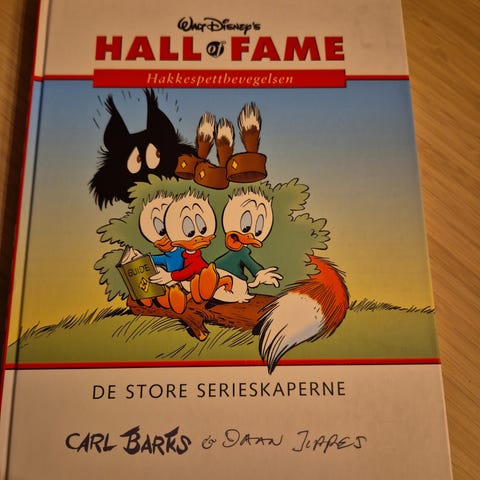 Walt Disney's
HALL of FAME
Hakkespettbevegelsen
GUIDE
DE STORE SERIESKAPERNE
CARL BARKS & DAAN JIPPES